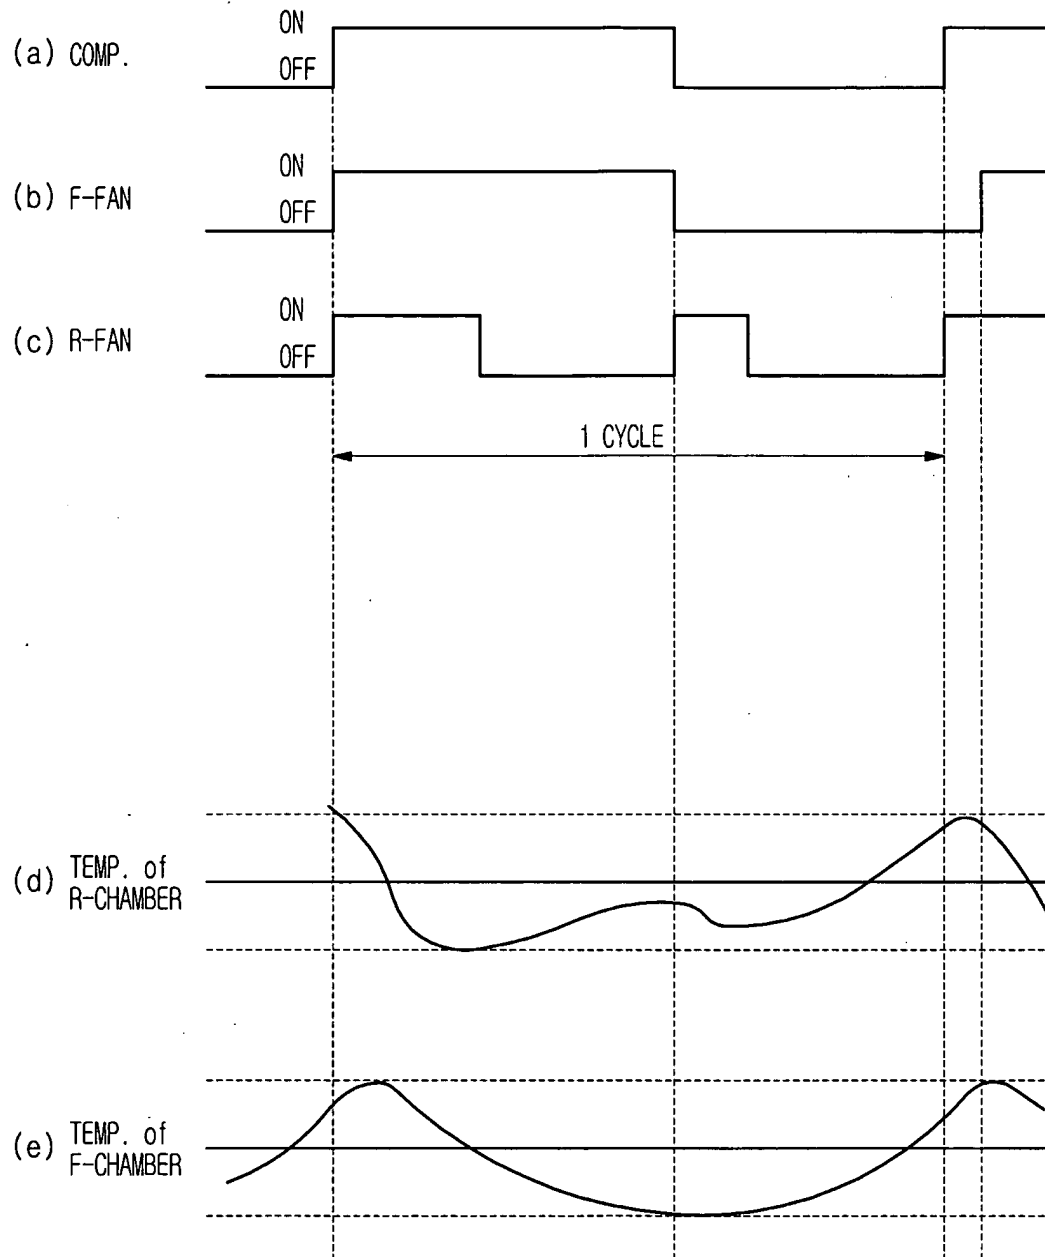 ON
(a) COMP.
OFF
ON
(b) F-FAN
OFF
ON
(c) R-FAN
OFF
1 CYCLE
(d) TEMP. of
R-CHAMBER
(e) TEMP. of
F-CHAMBER